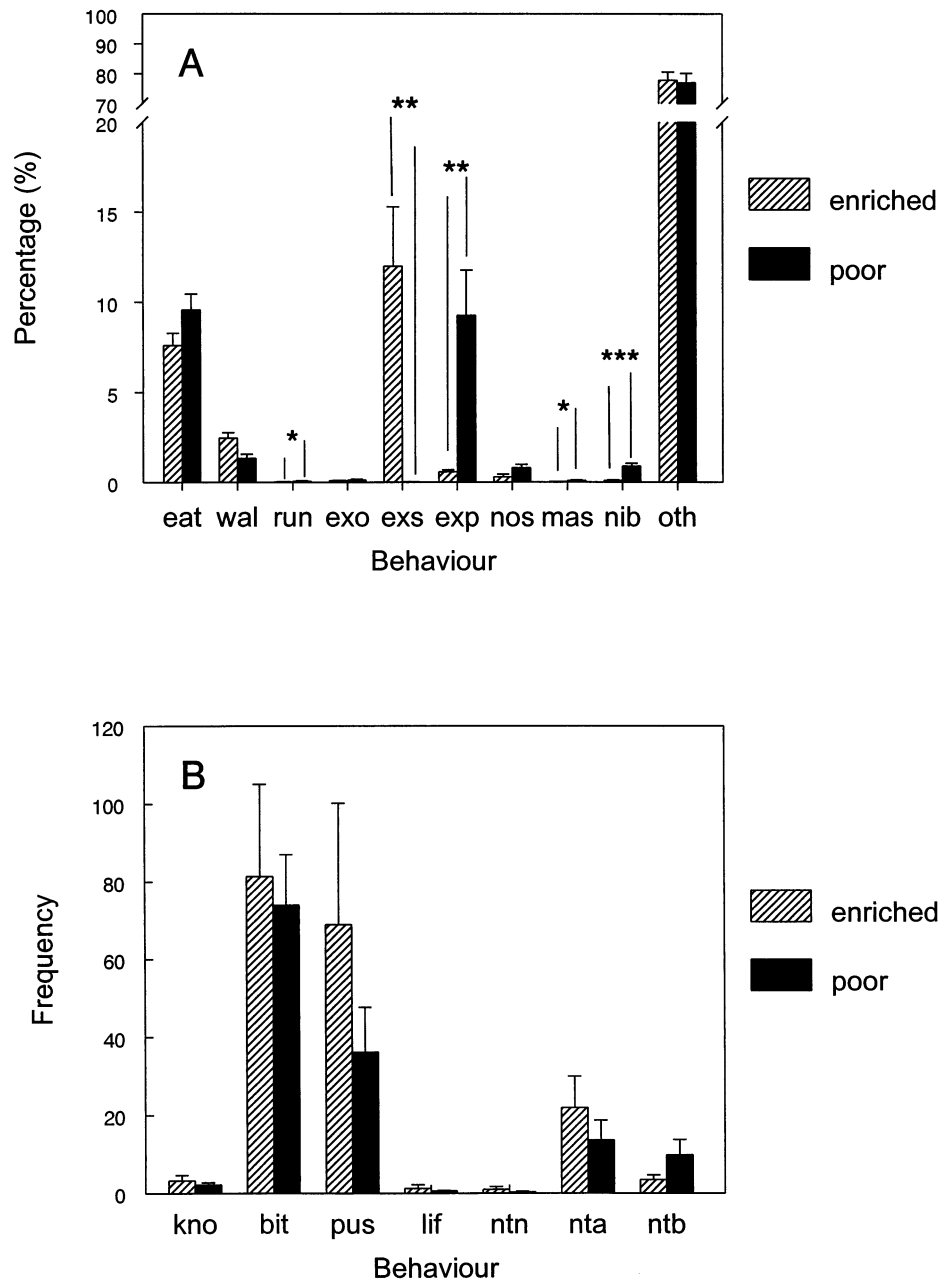 100
90
80
70
20
15
10
5
0
Percentage (%)
A
**
**
***
*
*
enriched
poor
eat wal run exo exs exp nos mas nib oth
Behaviour
120
100
80
60
40
20
0
Frequency
B
enriched
poor
kno bit pus lif ntn nta ntb
Behaviour